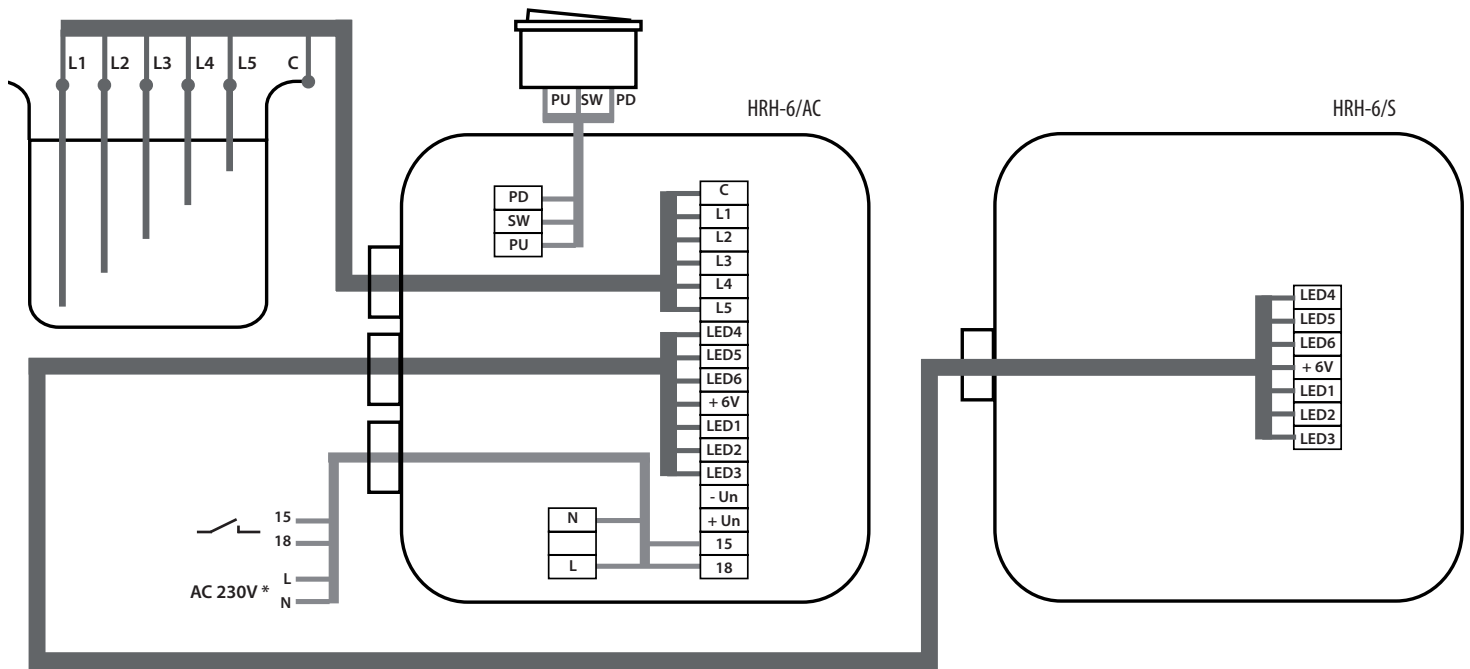 L1 L2 L3 L4 L5 C
PU SW PD
HRH-6/AC
HRH-6/S
PD
SW
PU
C
L1
L2
L3
L4
L5
LED4
LED5
LED6
+ 6V
LED1
LED2
LED3
- Un
+ Un
15
18
N
L
15
18
L
AC 230V *
N
LED4
LED5
LED6
+ 6V
LED1
LED2
LED3